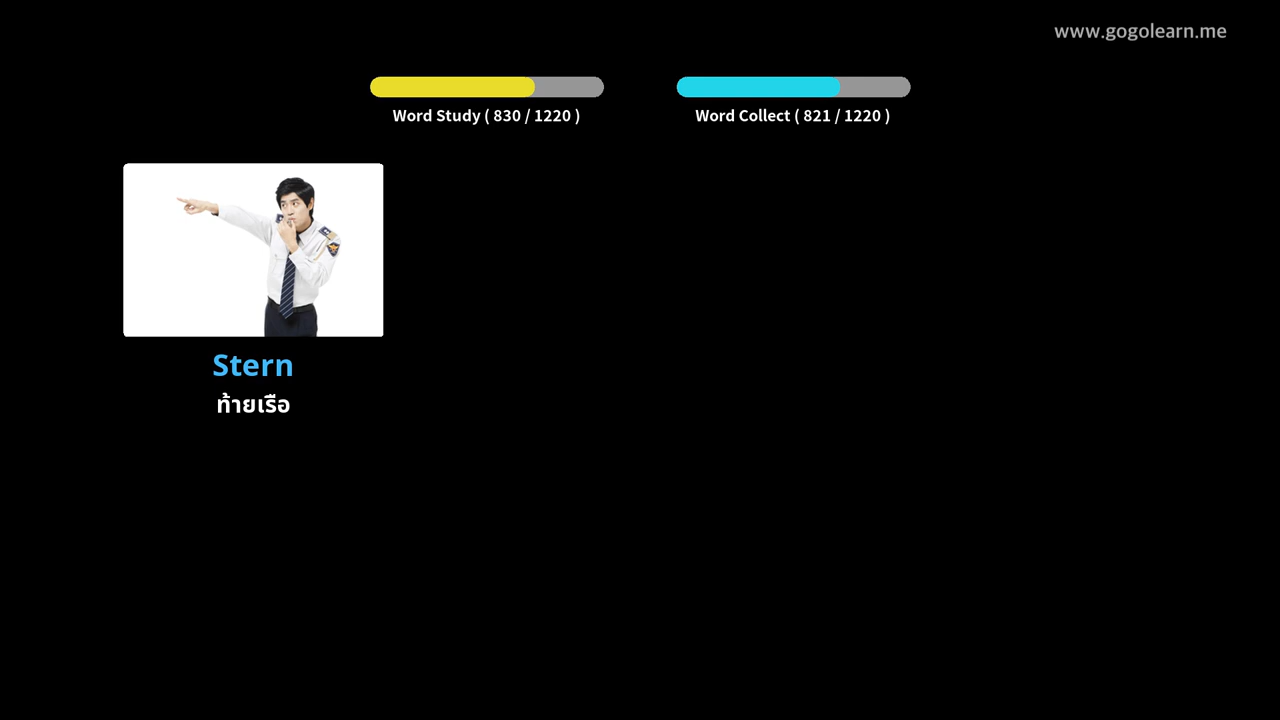 www.gogolearn.me
Word Study ( 830 / 1220 )
Word Collect ( 821 / 1220 )
Stern
ท้ายเรือ